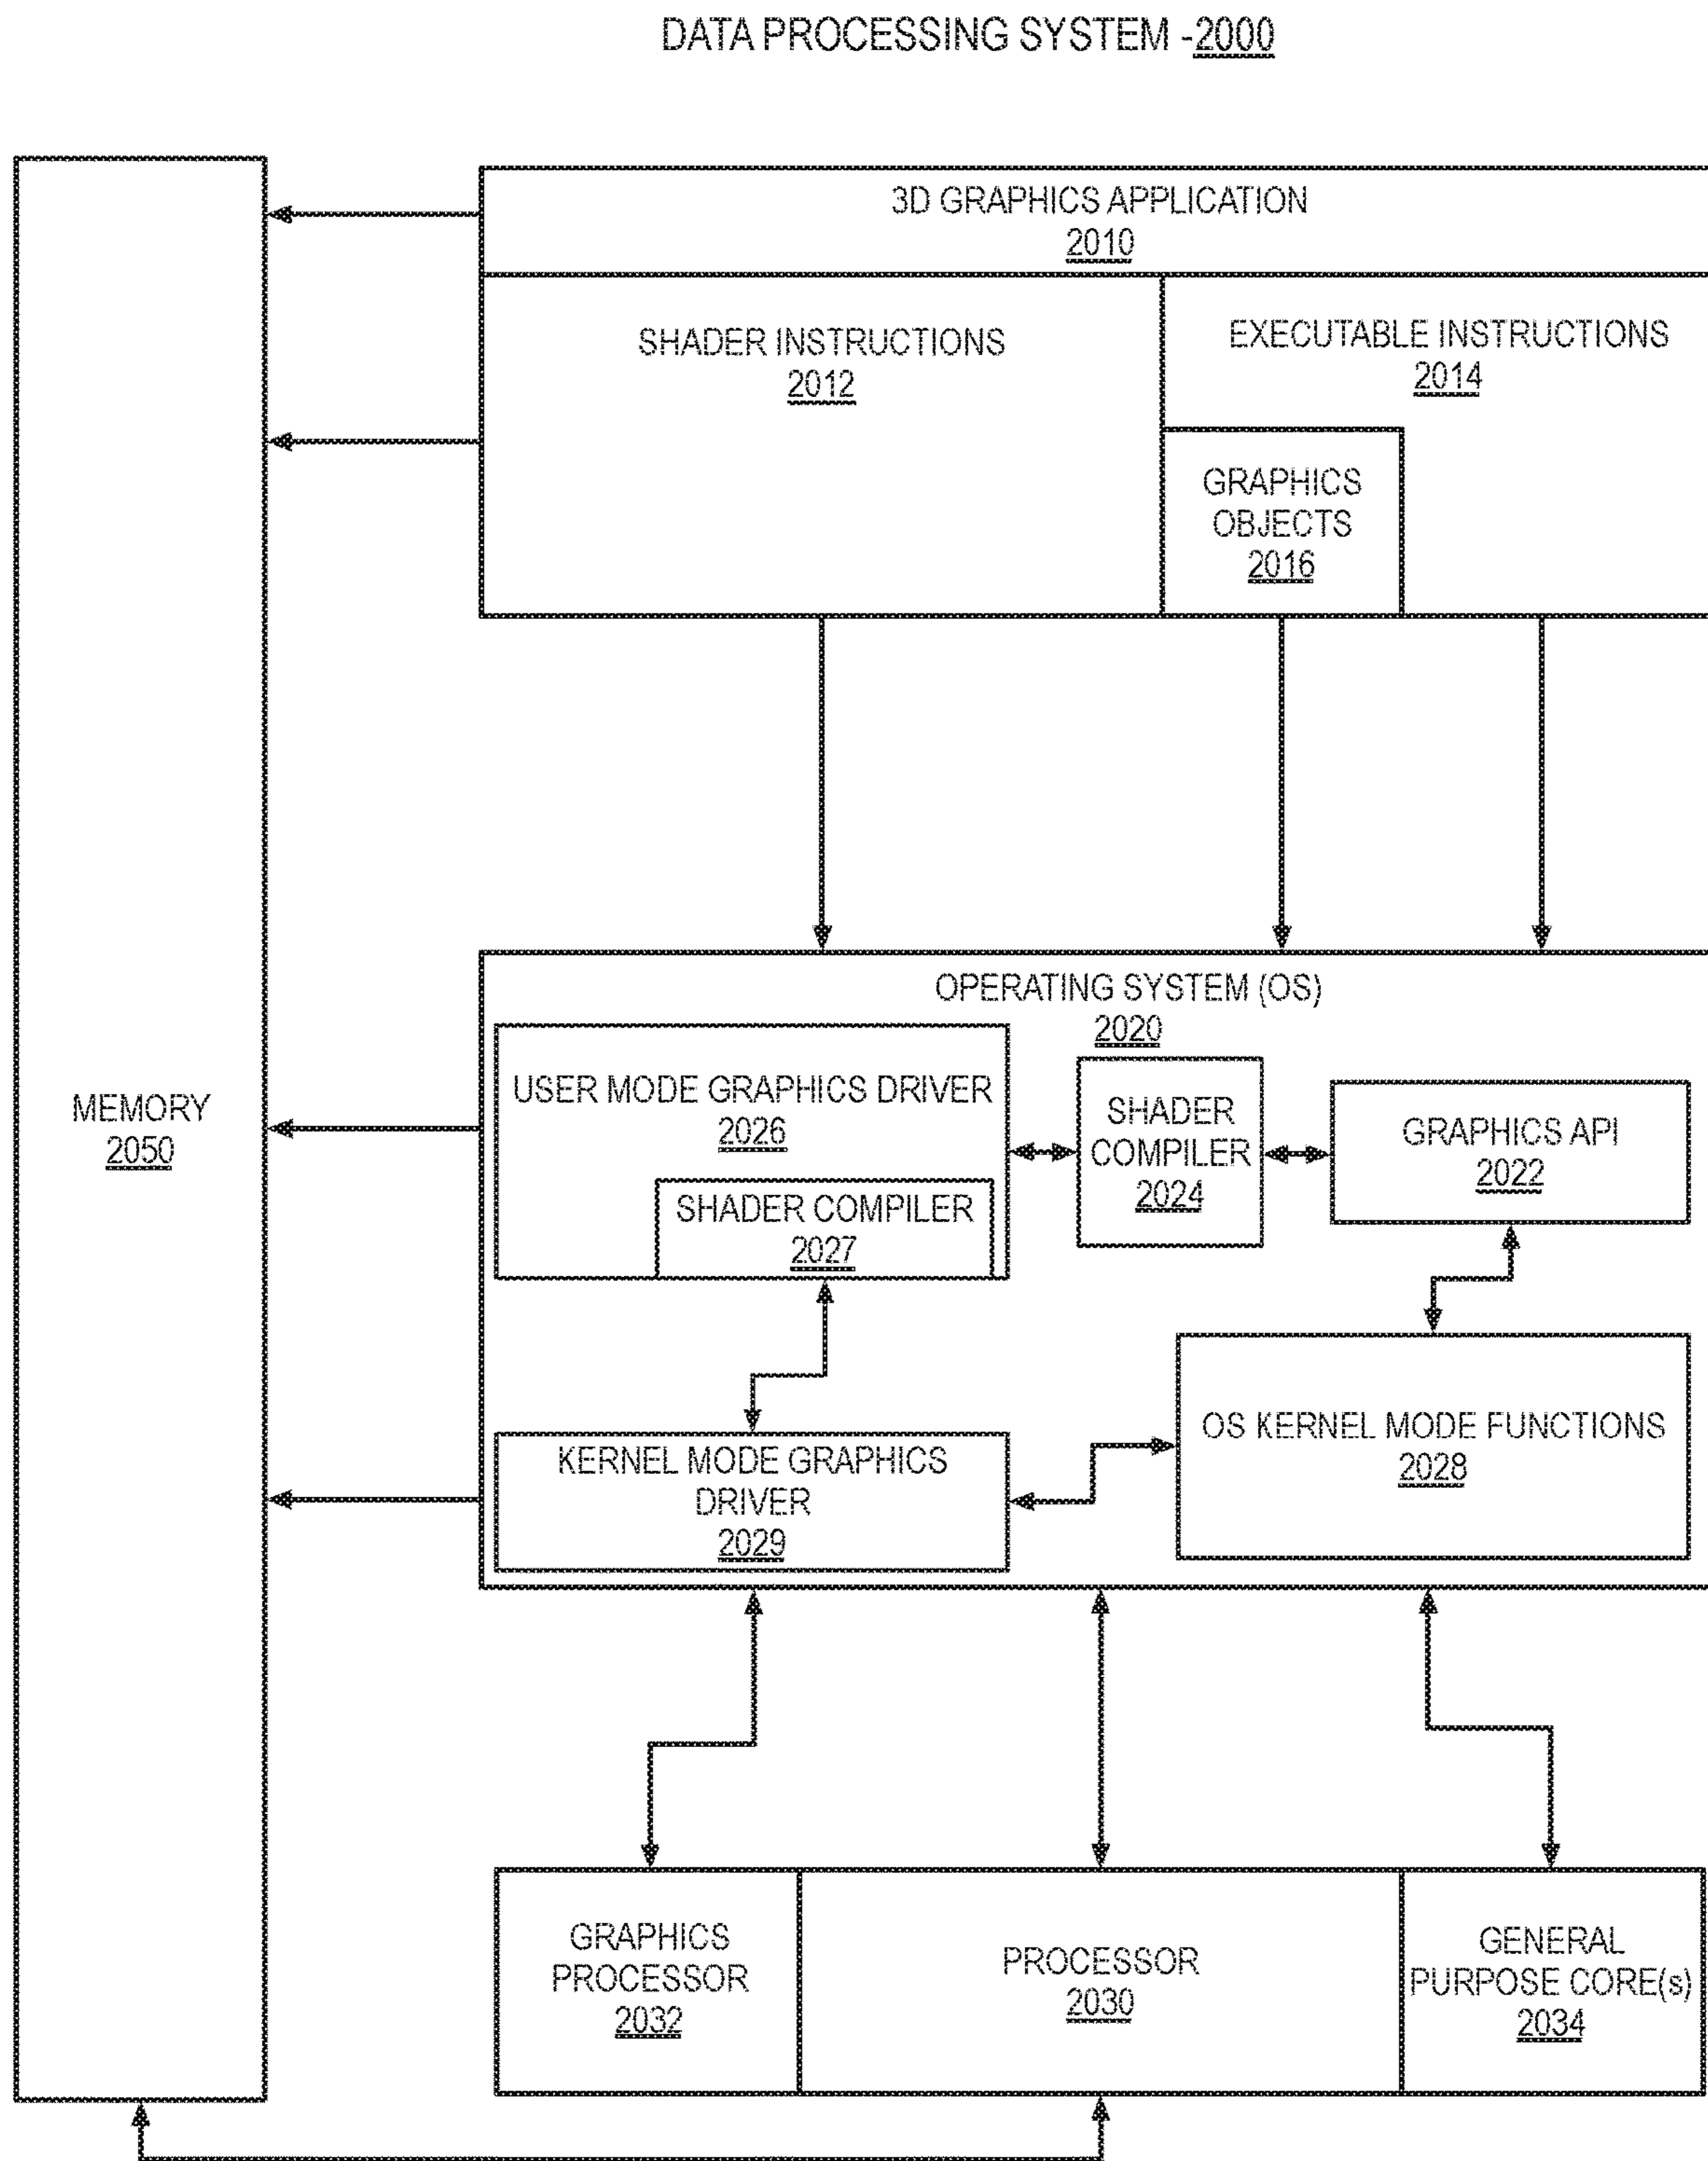 DATA PROCESSING SYSTEM -2000
3D GRAPHICS APPLICATION
2010
SHADER INSTRUCTIONS
2012
EXECUTABLE INSTRUCTIONS
2014
GRAPHICS
OBJECTS
2016
OPERATING SYSTEM (OS)
2020
USER MODE GRAPHICS DRIVER
2026
SHADER COMPILER
2027
SHADER
COMPILER
2024
GRAPHICS API
2022
MEMORY
2050
KERNEL MODE GRAPHICS
DRIVER
2029
OS KERNEL MODE FUNCTIONS
2028
GRAPHICS
PROCESSOR
2032
PROCESSOR
2030
GENERAL
PURPOSE CORE(s)
2034